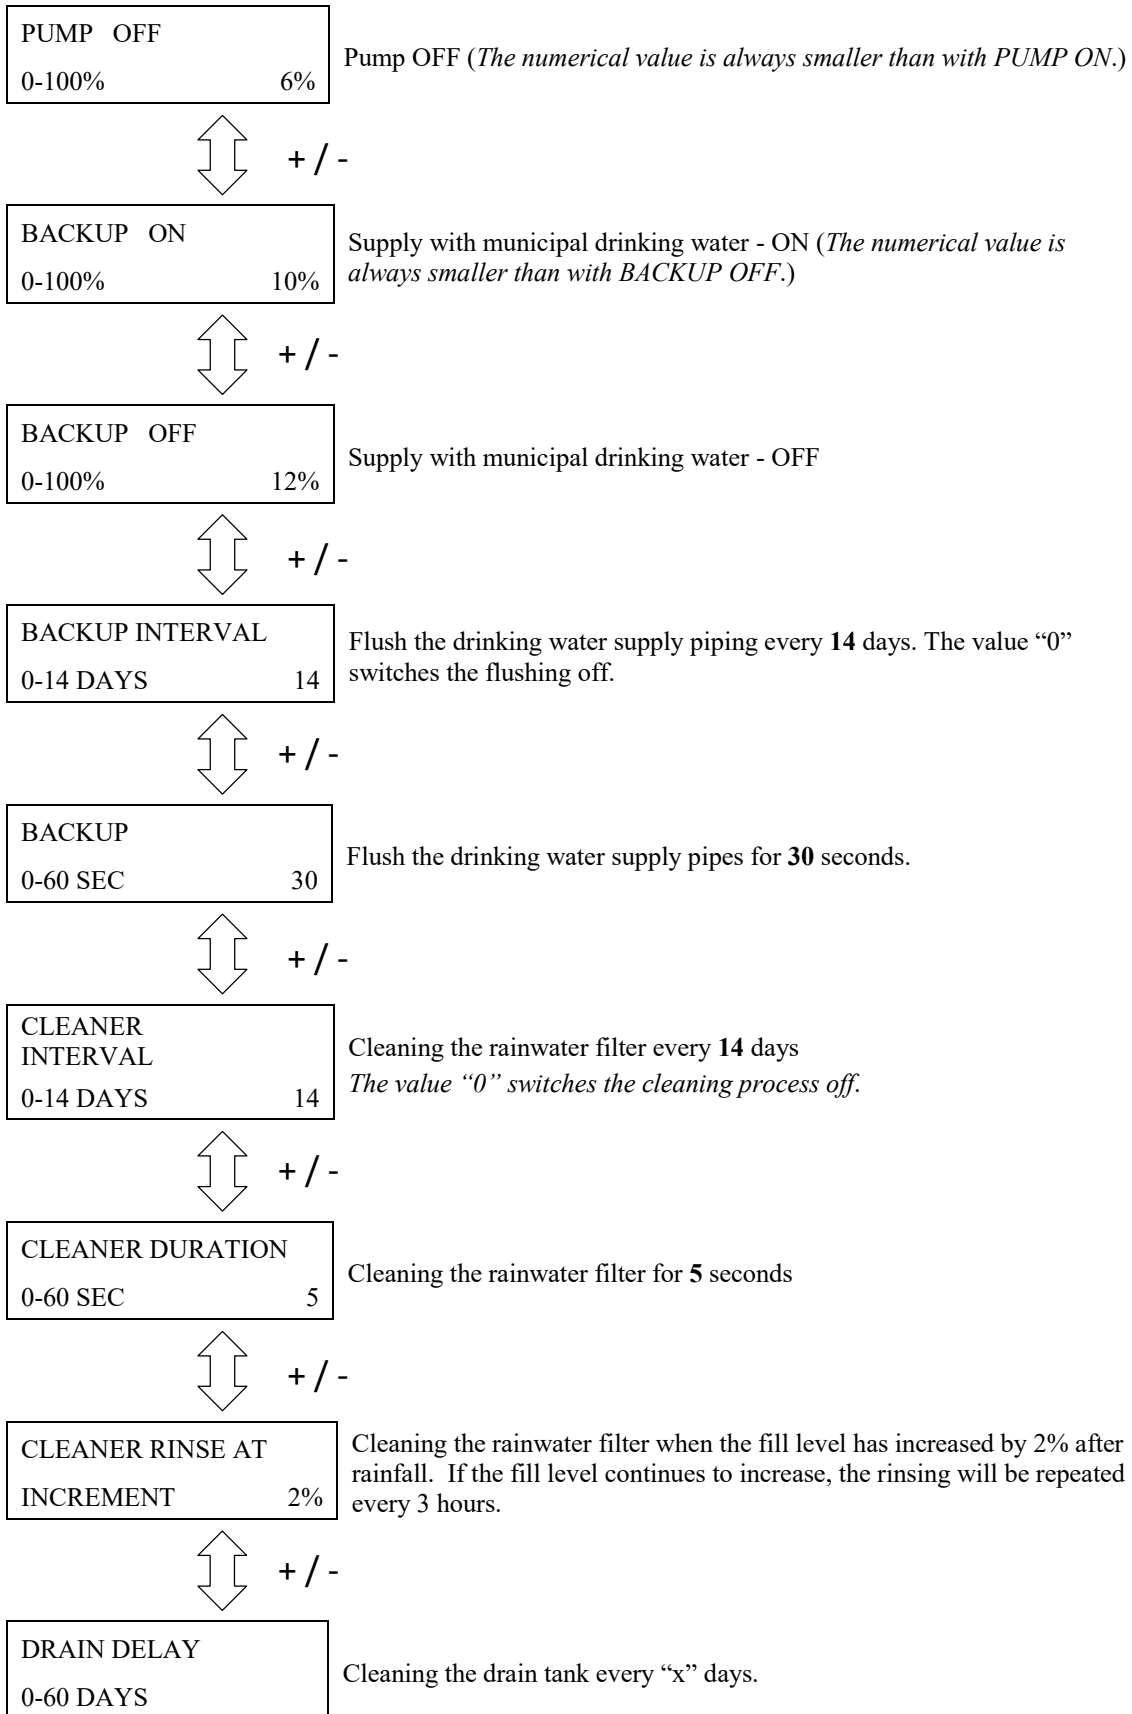 PUMP OFF
0-100% 6%
Pump OFF (The numerical value is always smaller than with PUMP ON.)
+ / -
BACKUP ON
0-100% 10%
Supply with municipal drinking water - ON (The numerical value is
always smaller than with BACKUP OFF.)
+ / -
BACKUP OFF
0-100% 12%
Supply with municipal drinking water - OFF
+ / -
BACKUP INTERVAL
0-14 DAYS 14
Flush the drinking water supply piping every 14 days. The value “0”
switches the flushing off.
+ / -
BACKUP
0-60 SEC 30
Flush the drinking water supply pipes for 30 seconds.
+ / -
CLEANER
INTERVAL
0-14 DAYS 14
Cleaning the rainwater filter every 14 days
The value “0” switches the cleaning process off.
+ / -
CLEANER DURATION
0-60 SEC 5
Cleaning the rainwater filter for 5 seconds
+ / -
CLEANER RINSE AT
INCREMENT 2%
Cleaning the rainwater filter when the fill level has increased by 2% after
rainfall. If the fill level continues to increase, the rinsing will be repeated
every 3 hours.
+ / -
DRAIN DELAY
0-60 DAYS
Cleaning the drain tank every “x” days.